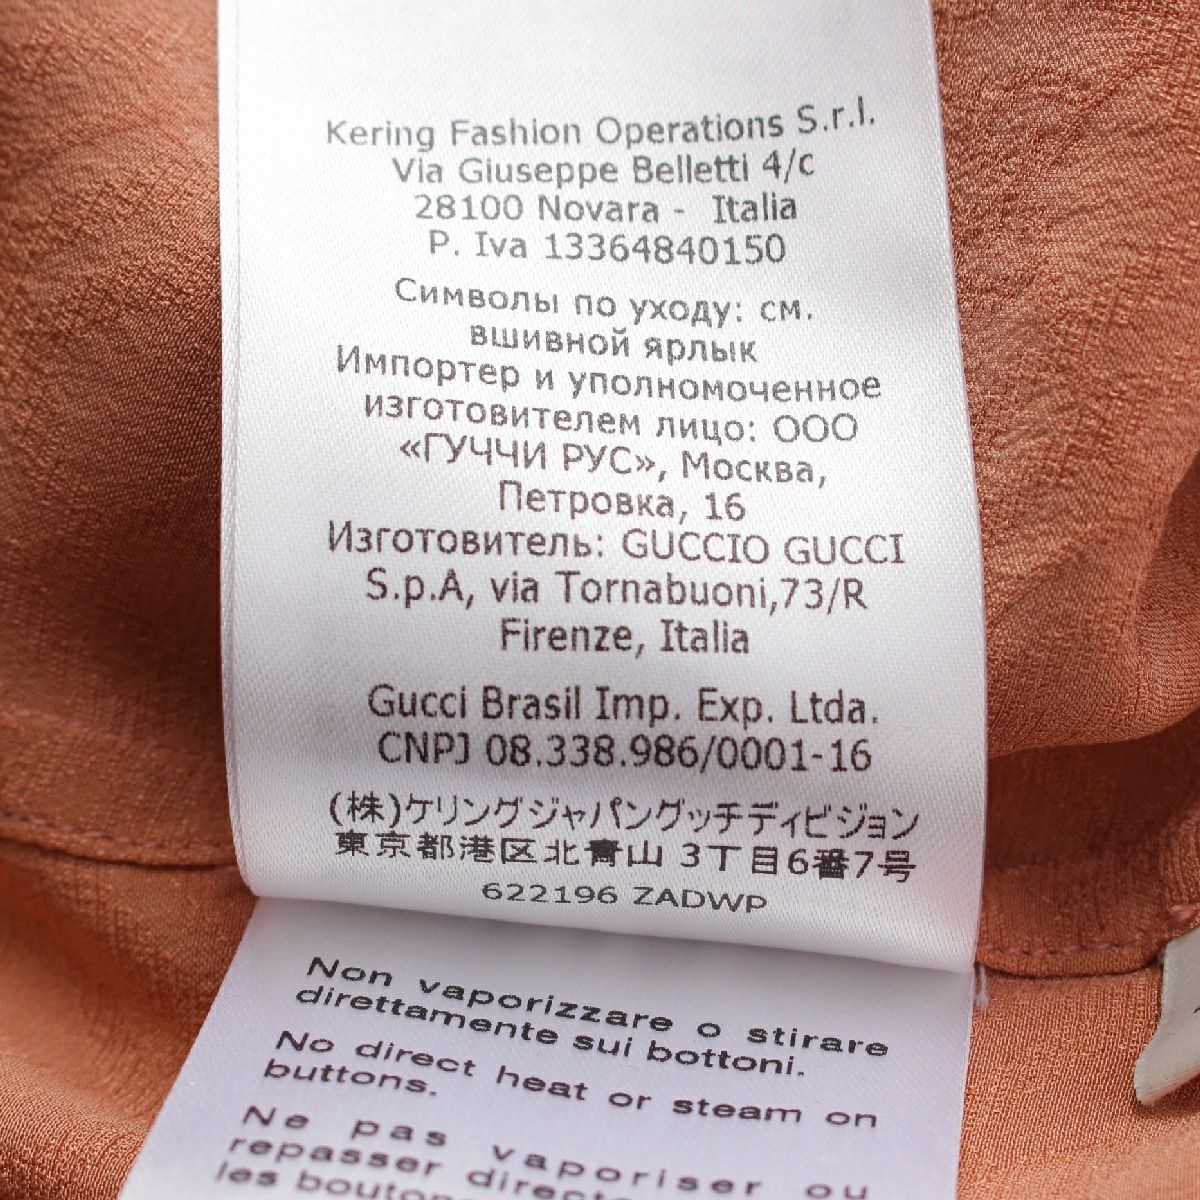 Kering Fashion Operations S.r.l.
Via Giuseppe Belletti 4/c
28100 Novara - Italia
P. Iva 13364840150
Символы по уходу: см.
вшивной ярлык
Импортер и уполномоченное
изготовителем лицо: ООО
«ГУЧЧИ РУС», Москва,
Петровка, 16
Изготовитель: GUCCIO GUCCI
S.p.A, via Tornabuoni,73/R
Firenze, Italia
Gucci Brasil Imp. Exp. Ltda.
CNPJ 08.338.986/0001-16
(株)ケリングジャパングッチディビジョン
東京都港区北青山 3丁目6番7号
622196 ZADWP
Non vaporizzare o stirare
direttamente sui bottoni.
No direct heat or steam on
buttons.
Ne pas vaporiser ou
repasser directement
les boutons